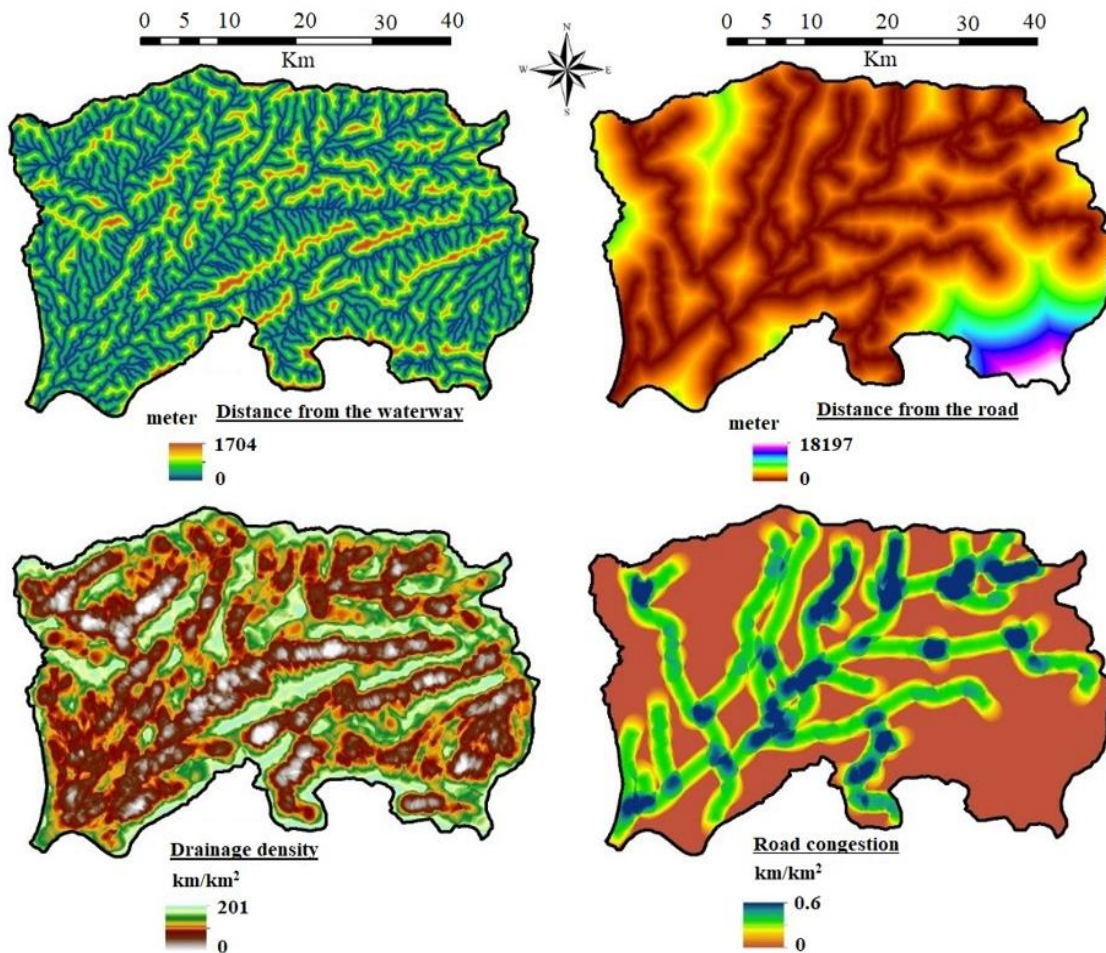 0 5 10 20 30 40
Km
N
W E
S
0 5 10 20 30 40
Km
Distance from the waterway
meter
1704
0
Distance from the road
meter
18197
0
Drainage density
km/km²
201
0
Road congestion
km/km²
0.6
0